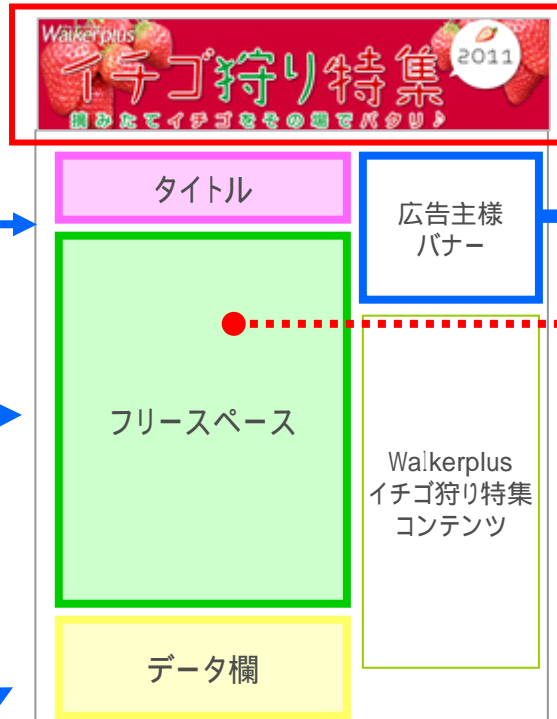 Walkerplus
イチゴ狩り特集
2011
摘みたてイチゴをその場でパクリ♪
タイトル
広告主様
バナー
フリースペース
Walkerplus
イチゴ狩り特集
コンテンツ
データ欄